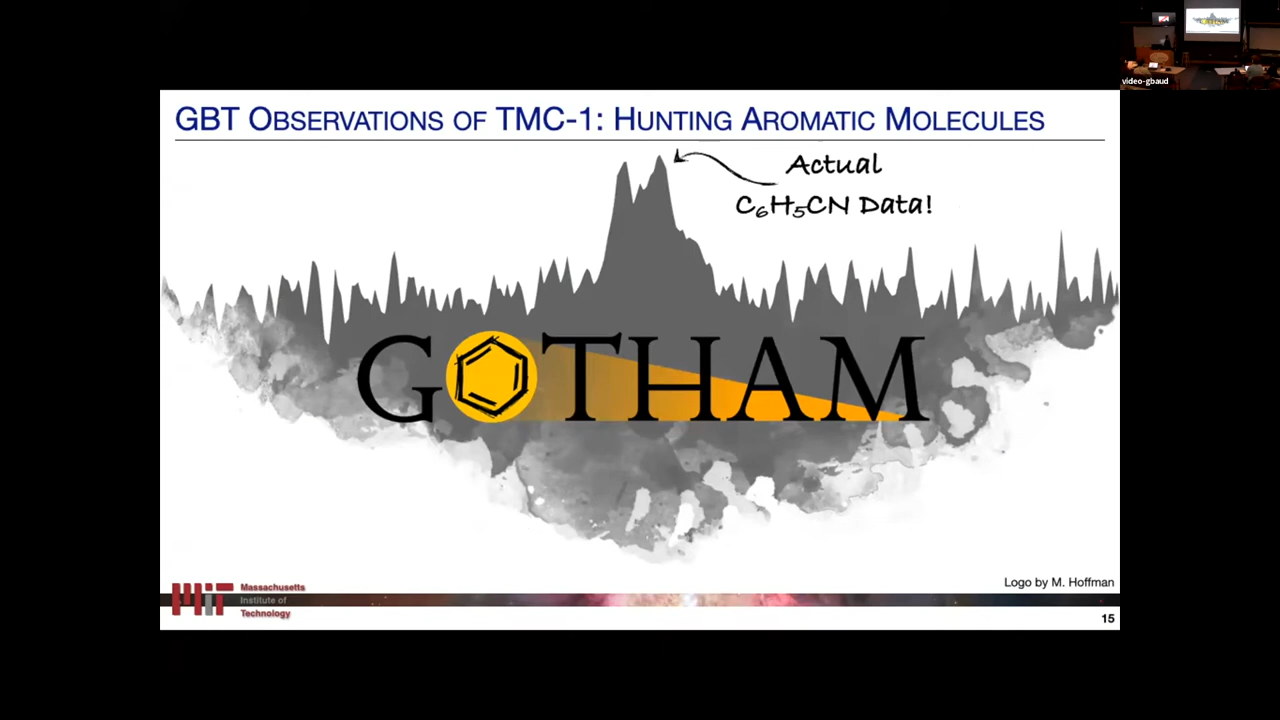 video-gbaud
GBT Observations of TMC-1: Hunting Aromatic Molecules
Actual
C₆H₅CN Data!
GOTHAM
Logo by M. Hoffman
MIT
Massachusetts
Institute of
Technology
15